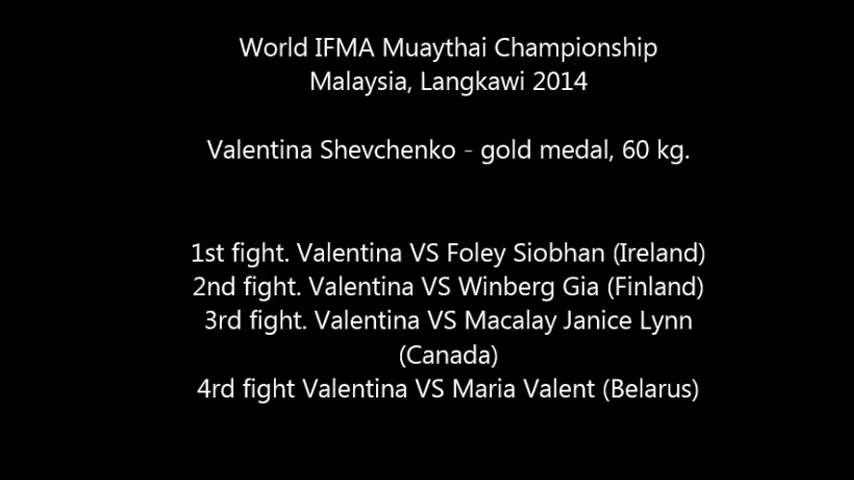 World IFMA Muaythai Championship
Malaysia, Langkawi 2014
Valentina Shevchenko - gold medal, 60 kg.
1st fight. Valentina VS Foley Siobhan (Ireland)
2nd fight. Valentina VS Winberg Gia (Finland)
3rd fight. Valentina VS Macalay Janice Lynn
(Canada)
4rd fight Valentina VS Maria Valent (Belarus)